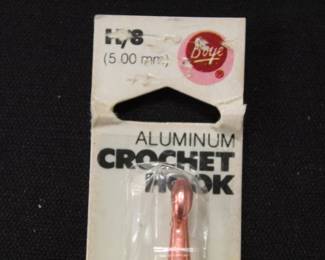 H/8
(5.00 mm)
Boye
ALUMINUM
CROCHET
HOOK